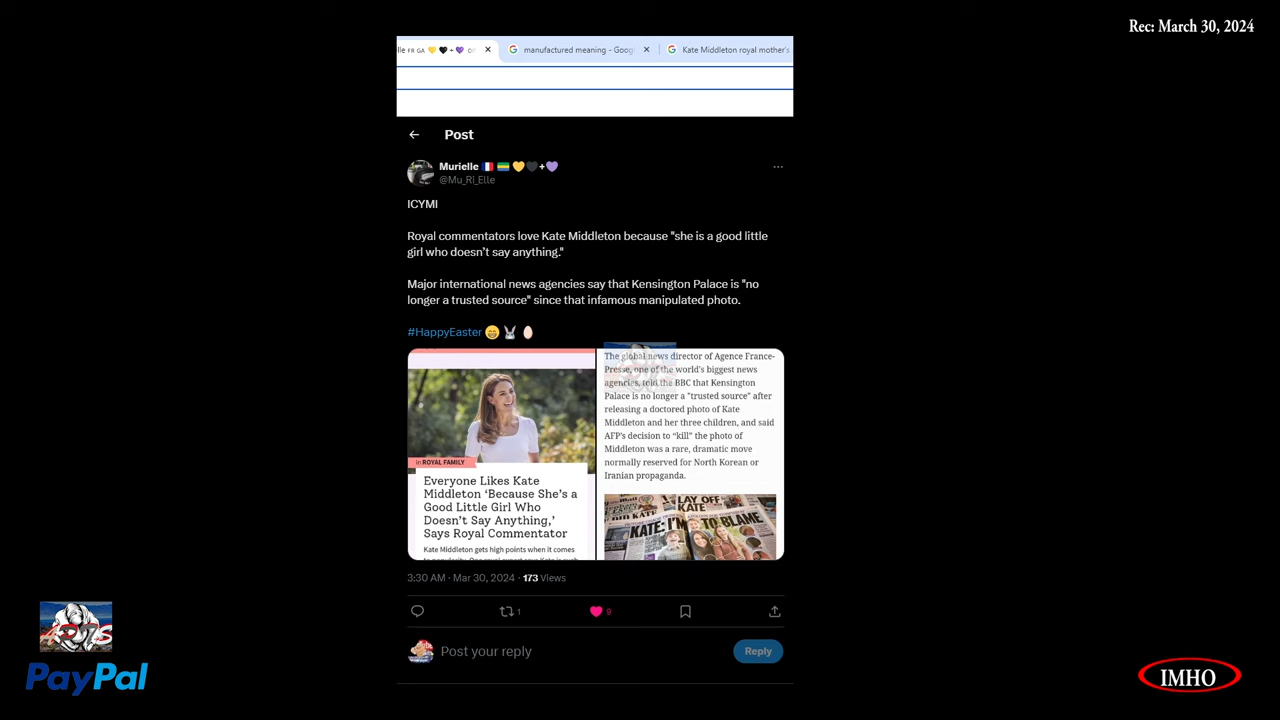 Rec: March 30, 2024
lle FR GA
manufactured meaning - Goog
Kate Middleton royal mother's
Post
Murielle
@Mu_Ri_Elle
ICYMI
Royal commentators love Kate Middleton because "she is a good little
girl who doesn't say anything."
Major international news agencies say that Kensington Palace is "no
longer a trusted source" since that infamous manipulated photo.
#HappyEaster
in ROYAL FAMILY
Everyone Likes Kate
Middleton ‘Because She’s a
Good Little Girl Who
Doesn’t Say Anything,’
Says Royal Commentator
Kate Middleton gets high points when it comes
The global news director of Agence France-
Presse, one of the world's biggest news
agencies, told the BBC that Kensington
Palace is no longer a "trusted source" after
releasing a doctored photo of Kate
Middleton and her three children, and said
AFP's decision to “kill” the photo of
Middleton was a rare, dramatic move
normally reserved for North Korean or
Iranian propaganda.
LAY OFF
KATE
KATE: I'M
TO BLAME
3:30 AM · Mar 30, 2024 · 173 Views
1
9
Post your reply
Reply
PayPal
IMHO